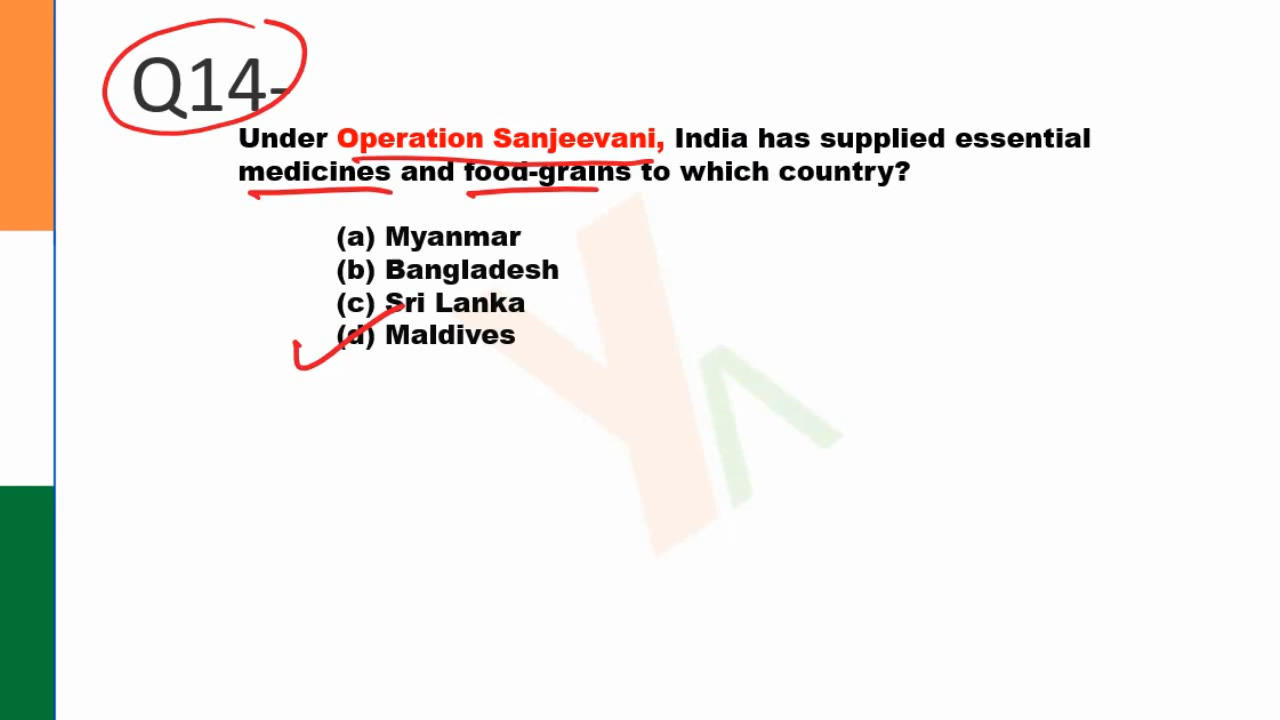 Q14-
Under Operation Sanjeevani, India has supplied essential
medicines and food-grains to which country?
(a) Myanmar
(b) Bangladesh
(c) Sri Lanka
(d) Maldives